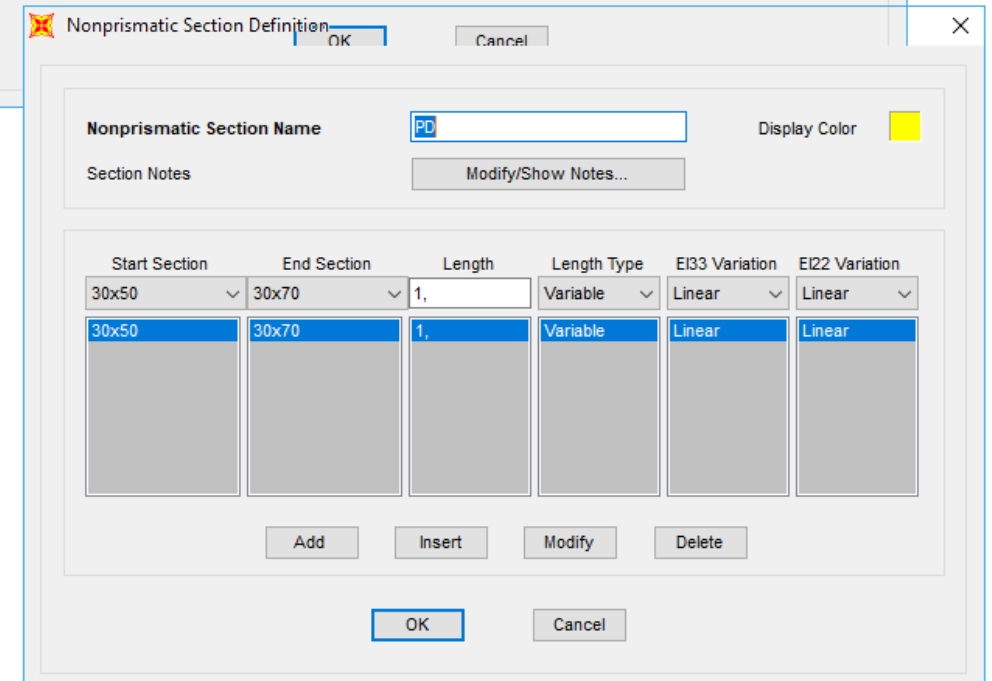 Nonprismatic Section Definition
OK Cancel
Nonprismatic Section Name PD Display Color
Section Notes Modify/Show Notes...
Start Section End Section Length Length Type EI33 Variation EI22 Variation
30x50 30x70 1, Variable Linear Linear
30x50 30x70 1, Variable Linear Linear
Add Insert Modify Delete
OK Cancel